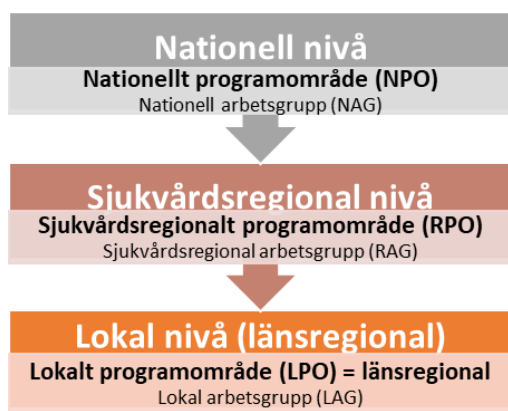 Nationell nivå
Nationellt programområde (NPO)
Nationell arbetsgrupp (NAG)
Sjukvårdsregional nivå
Sjukvårdsregionalt programområde (RPO)
Sjukvårdsregional arbetsgrupp (RAG)
Lokal nivå (länsregional)
Lokalt programområde (LPO) = länsregional
Lokal arbetsgrupp (LAG)